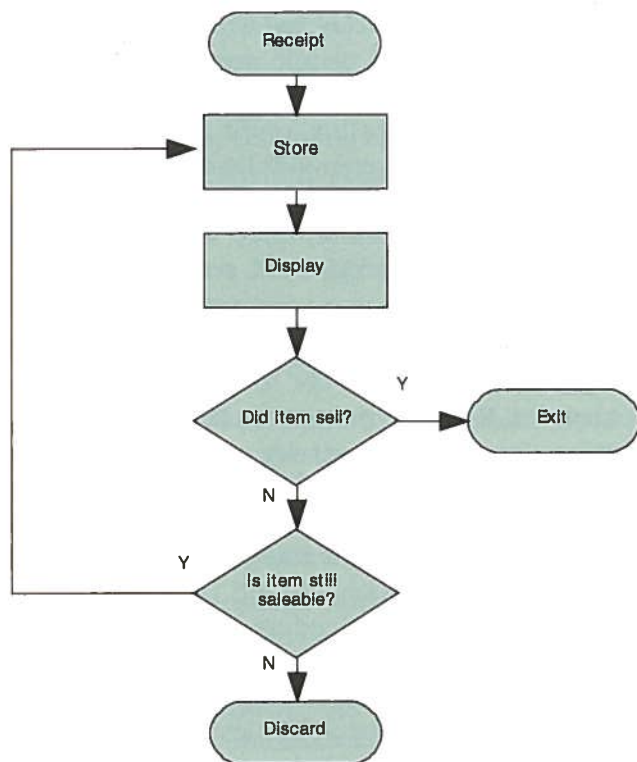 Receipt
Store
Display
Did item sell?
Y
Exit
N
Is item still
saleable?
Y
N
Discard